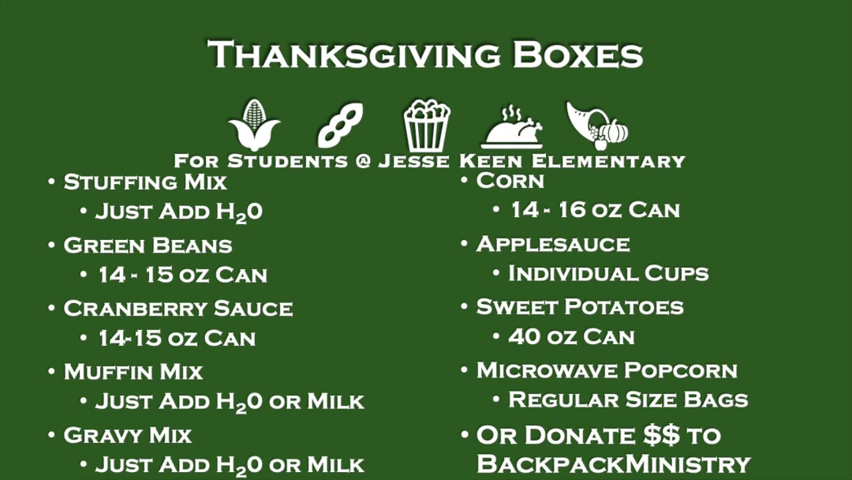 Thanksgiving Boxes
For Students @ Jesse Keen Elementary
• Stuffing Mix
• Just Add H₂0
• Green Beans
• 14 - 15 oz Can
• Cranberry Sauce
• 14-15 oz Can
• Muffin Mix
• Just Add H₂0 or Milk
• Gravy Mix
• Just Add H₂0 or Milk
• Corn
• 14 - 16 oz Can
• Applesauce
• Individual Cups
• Sweet Potatoes
• 40 oz Can
• Microwave Popcorn
• Regular Size Bags
• Or Donate $$ to
BackpackMinistry